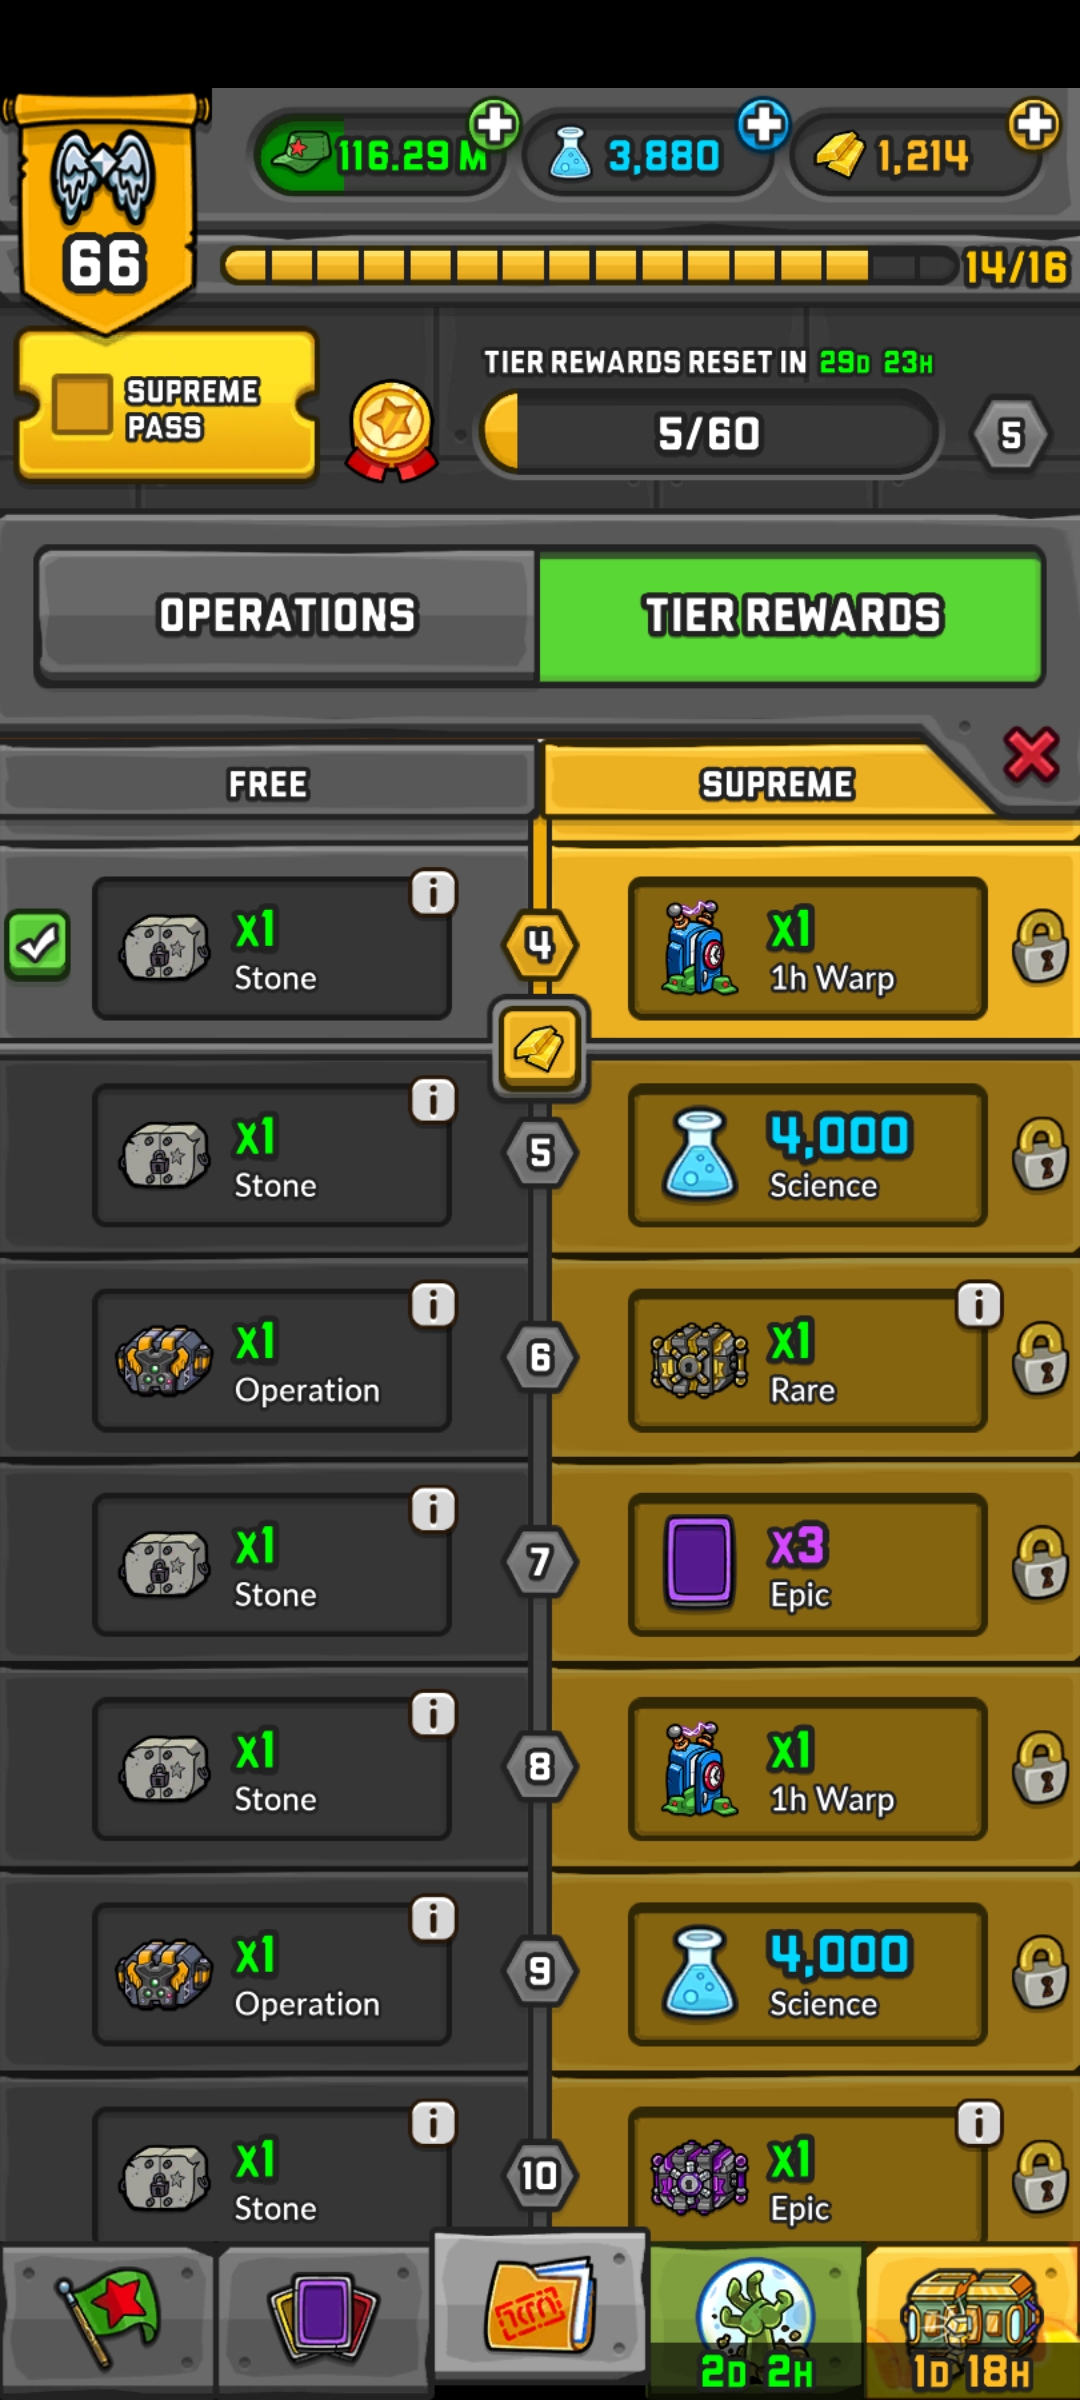 116.29 M
3,880
1,214
66
14/16
SUPREME
PASS
TIER REWARDS RESET IN 29D 23H
5/60
5
OPERATIONS
TIER REWARDS
FREE
SUPREME
X1
Stone
4
X1
1h Warp
X1
Stone
5
4,000
Science
X1
Operation
6
X1
Rare
X1
Stone
7
X3
Epic
X1
Stone
8
X1
1h Warp
X1
Operation
9
4,000
Science
X1
Stone
10
X1
Epic
2D 2H
1D 18H